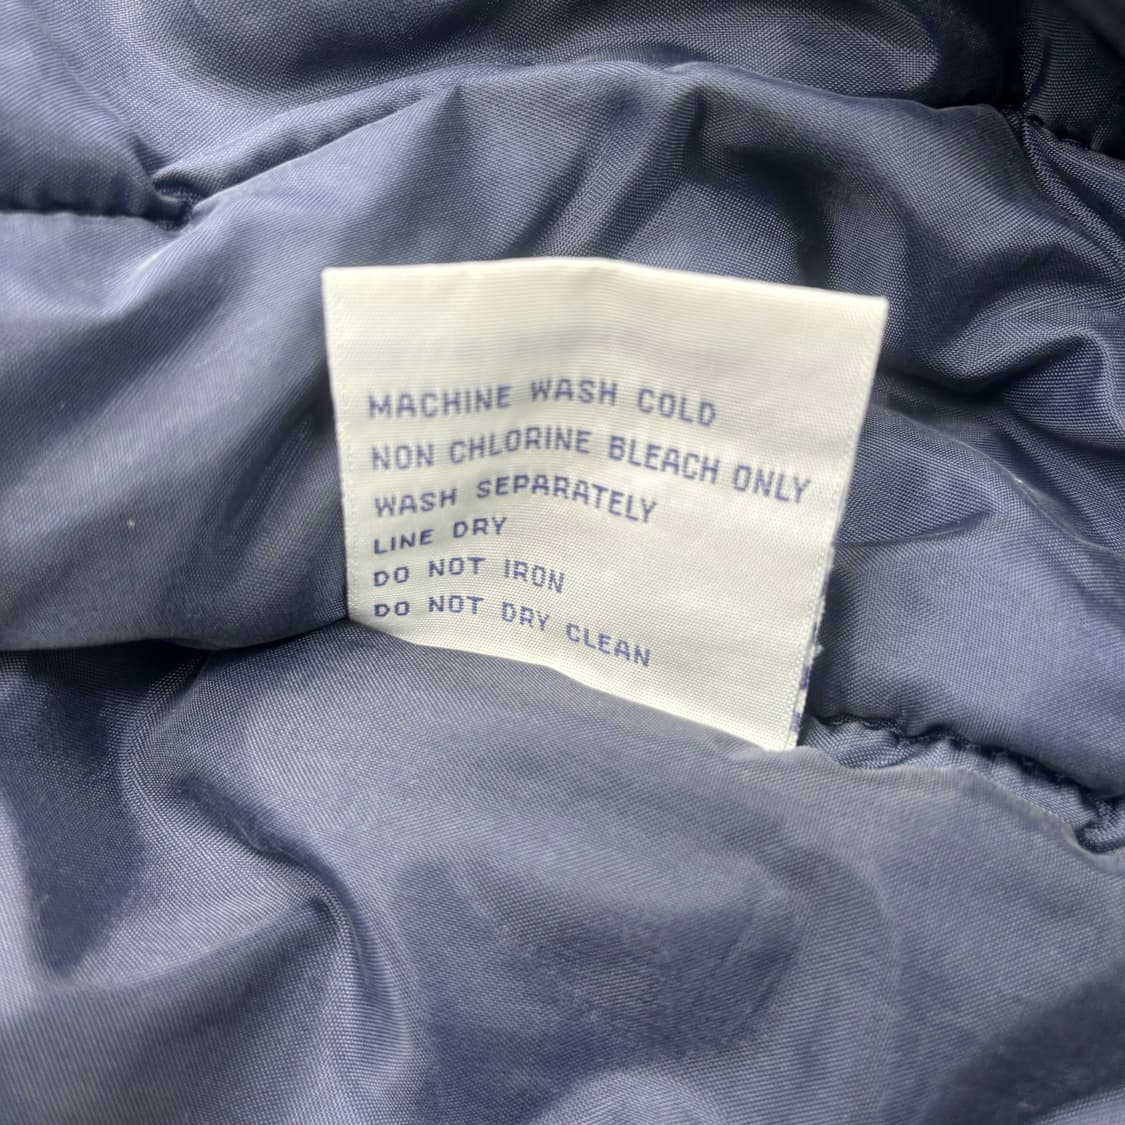 MACHINE WASH COLD
NON CHLORINE BLEACH ONLY
WASH SEPARATELY
LINE DRY
DO NOT IRON
DO NOT DRY CLEAN